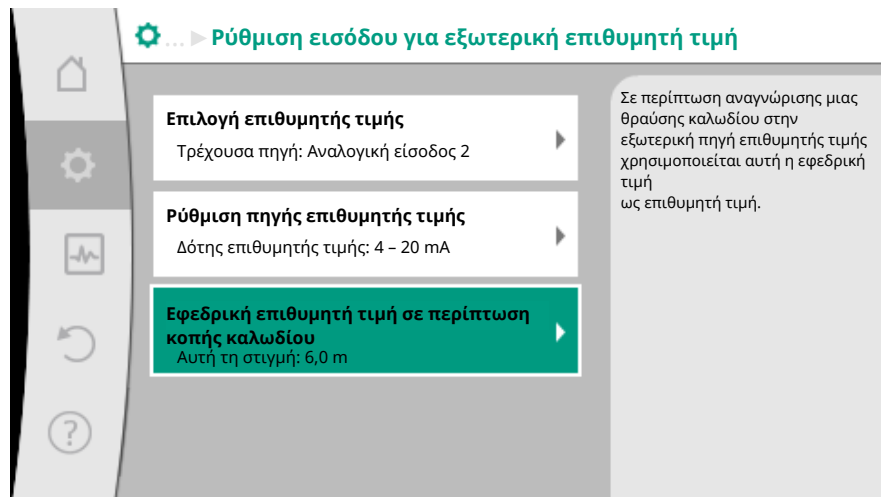 ... Ρύθμιση εισόδου για εξωτερική επιθυμητή τιμή
Επιλογή επιθυμητής τιμής
Τρέχουσα πηγή: Αναλογική είσοδος 2
Ρύθμιση πηγής επιθυμητής τιμής
Δότης επιθυμητής τιμής: 4 – 20 mA
Εφεδρική επιθυμητή τιμή σε περίπτωση
κοπής καλωδίου
Αυτή τη στιγμή: 6,0 m
Σε περίπτωση αναγνώρισης μιας
θραύσης καλωδίου στην
εξωτερική πηγή επιθυμητής τιμής
χρησιμοποιείται αυτή η εφεδρική
τιμή
ως επιθυμητή τιμή.
?